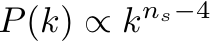 P(k) ∝ k^{n_s−4}